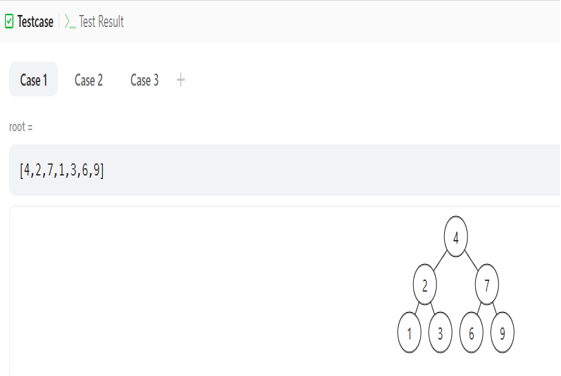 Testcase Test Result
Case 1 Case 2 Case 3 +
root =
[4,2,7,1,3,6,9]
4
2 7
1 3 6 9